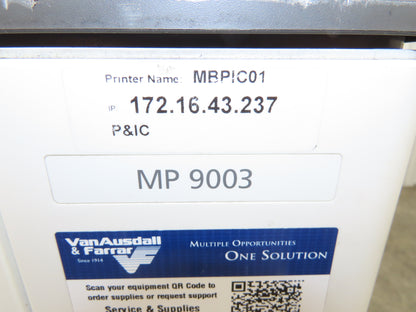 Printer Name: MBPIC01
IP: 172.16.43.237
P&IC
MP 9003
VanAusdall
& Farrar
Since 1914
Multiple Opportunities
One Solution
Scan your equipment QR Code to
order supplies or request support
Service & Supplies